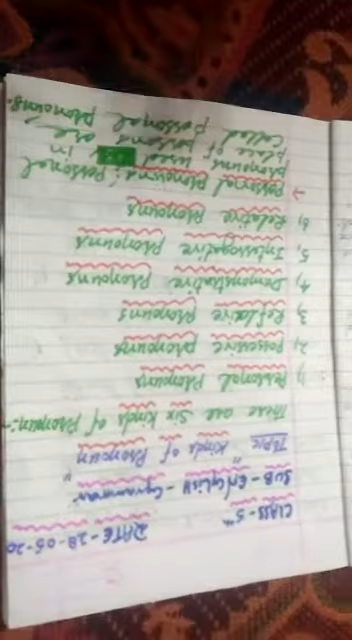 CLASS - 5th DATE - 28-05-20
SUB - ENGLISH - Grammar
Topic "Kinds of Pronoun"
There are six kinds of Pronoun:-
1) Personal Pronouns
2) Possessive pronouns
3) Reflative Pronouns
4) Demonstrative Pronouns
5, Interrogative Pronouns
6, Relative Pronouns
→ Personal Pronouns: Personal
pronouns used in
place of persons are
called personal pronouns.